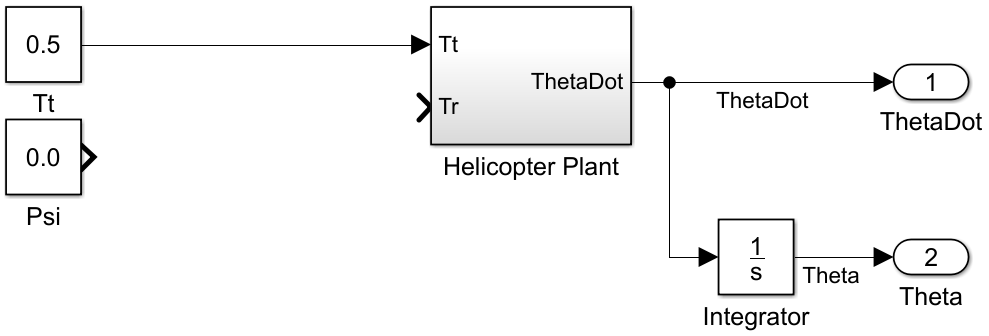 0.5
Tt
0.0
Psi
Tt
Tr
ThetaDot
Helicopter Plant
ThetaDot
1
ThetaDot
1
s
Integrator
Theta
2
Theta